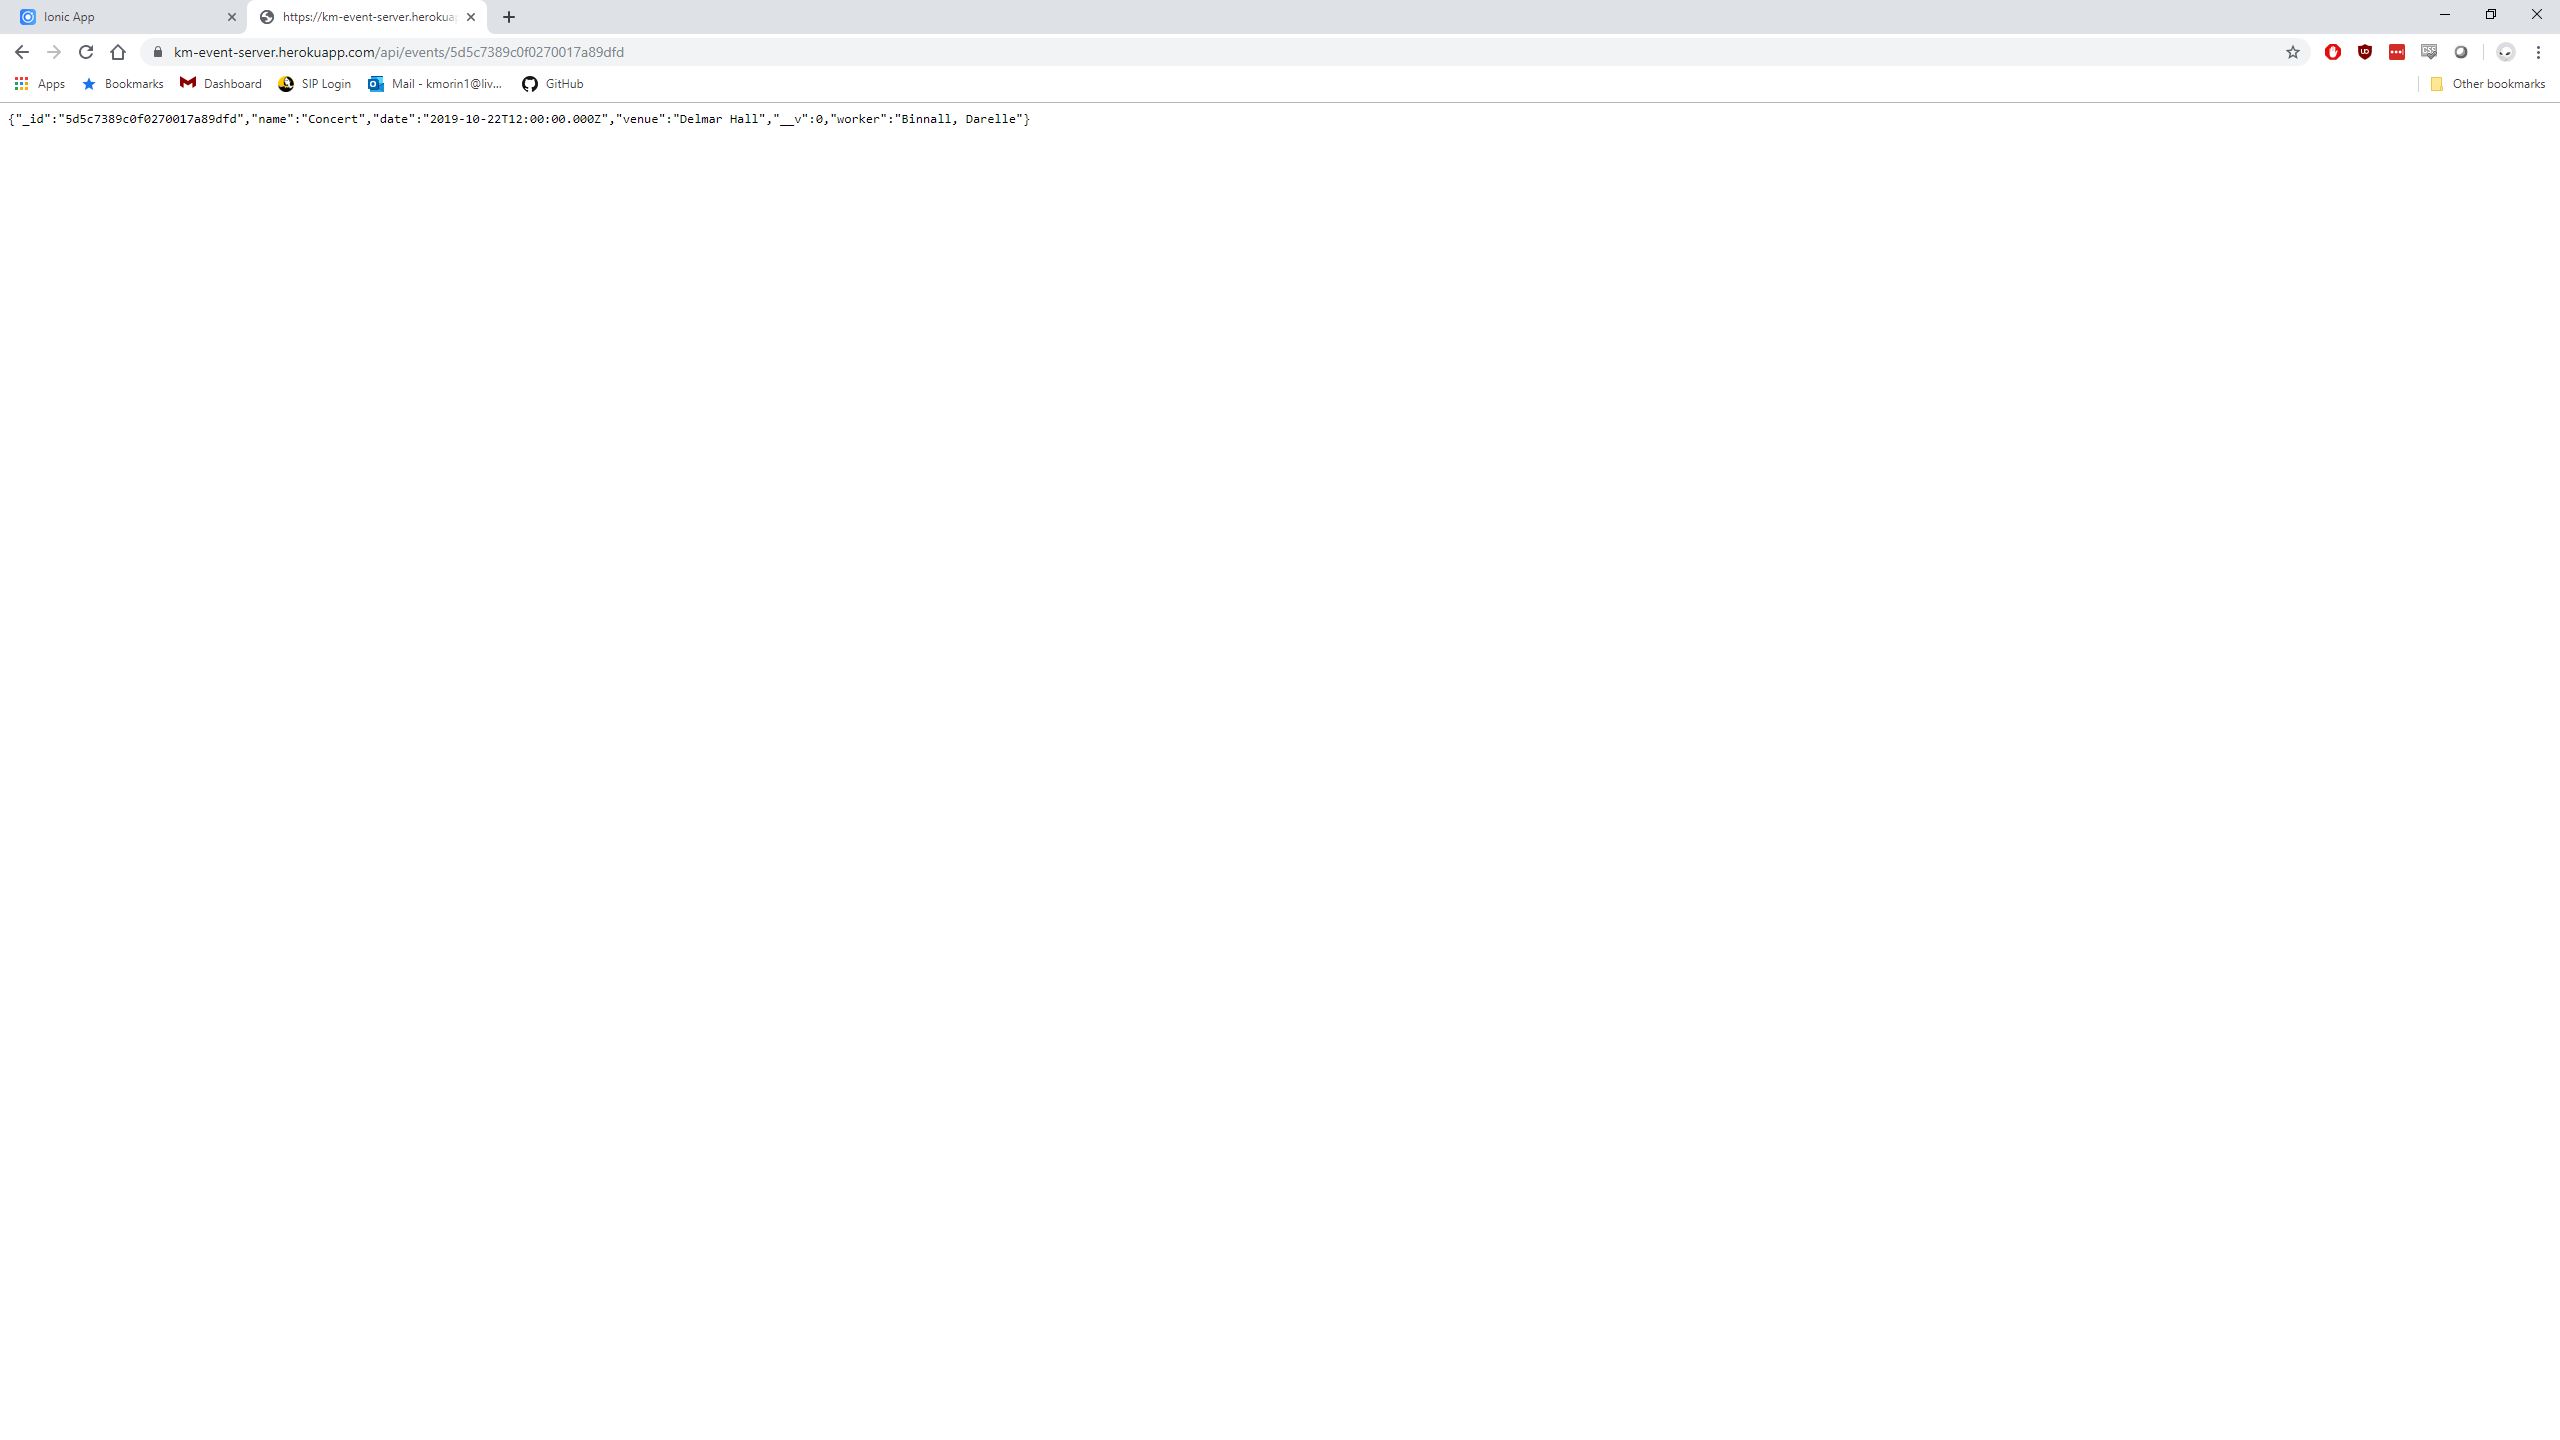 Ionic App
https://km-event-server.herokuap
km-event-server.herokuapp.com/api/events/5d5c7389c0f0270017a89dfd
Apps Bookmarks Dashboard SIP Login Mail - kmorin1@liv... GitHub Other bookmarks
{"_id":"5d5c7389c0f0270017a89dfd","name":"Concert","date":"2019-10-22T12:00:00.000Z","venue":"Delmar Hall","__v":0,"worker":"Binnall, Darelle"}